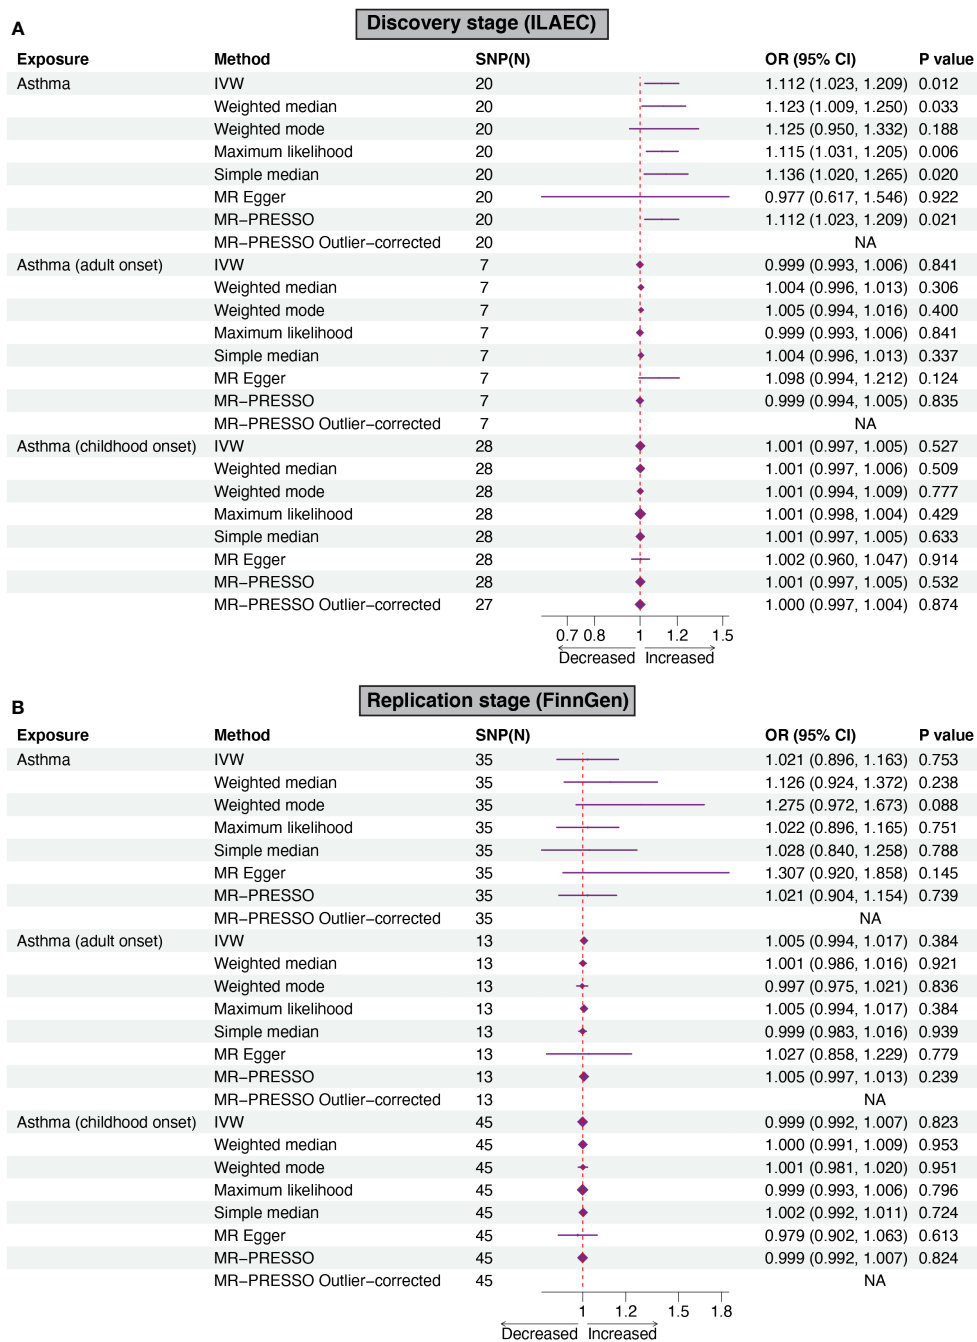 A
Discovery stage (ILAEC)
Exposure Method SNP(N) OR (95% CI) P value
Asthma IVW 20 1.112 (1.023, 1.209) 0.012
Weighted median 20 1.123 (1.009, 1.250) 0.033
Weighted mode 20 1.125 (0.950, 1.332) 0.188
Maximum likelihood 20 1.115 (1.031, 1.205) 0.006
Simple median 20 1.136 (1.020, 1.265) 0.020
MR Egger 20 0.977 (0.617, 1.546) 0.922
MR−PRESSO 20 1.112 (1.023, 1.209) 0.021
MR−PRESSO Outlier−corrected 20 NA
Asthma (adult onset) IVW 7 0.999 (0.993, 1.006) 0.841
Weighted median 7 1.004 (0.996, 1.013) 0.306
Weighted mode 7 1.005 (0.994, 1.016) 0.400
Maximum likelihood 7 0.999 (0.993, 1.006) 0.841
Simple median 7 1.004 (0.996, 1.013) 0.337
MR Egger 7 1.098 (0.994, 1.212) 0.124
MR−PRESSO 7 0.999 (0.994, 1.005) 0.835
MR−PRESSO Outlier−corrected 7 NA
Asthma (childhood onset) IVW 28 1.001 (0.997, 1.005) 0.527
Weighted median 28 1.001 (0.997, 1.006) 0.509
Weighted mode 28 1.001 (0.994, 1.009) 0.777
Maximum likelihood 28 1.001 (0.998, 1.004) 0.429
Simple median 28 1.001 (0.997, 1.005) 0.633
MR Egger 28 1.002 (0.960, 1.047) 0.914
MR−PRESSO 28 1.001 (0.997, 1.005) 0.532
MR−PRESSO Outlier−corrected 27 1.000 (0.997, 1.004) 0.874
0.7 0.8 1 1.2 1.5
Decreased Increased
B
Replication stage (FinnGen)
Exposure Method SNP(N) OR (95% CI) P value
Asthma IVW 35 1.021 (0.896, 1.163) 0.753
Weighted median 35 1.126 (0.924, 1.372) 0.238
Weighted mode 35 1.275 (0.972, 1.673) 0.088
Maximum likelihood 35 1.022 (0.896, 1.165) 0.751
Simple median 35 1.028 (0.840, 1.258) 0.788
MR Egger 35 1.307 (0.920, 1.858) 0.145
MR−PRESSO 35 1.021 (0.904, 1.154) 0.739
MR−PRESSO Outlier−corrected 35 NA
Asthma (adult onset) IVW 13 1.005 (0.994, 1.017) 0.384
Weighted median 13 1.001 (0.986, 1.016) 0.921
Weighted mode 13 0.997 (0.975, 1.021) 0.836
Maximum likelihood 13 1.005 (0.994, 1.017) 0.384
Simple median 13 0.999 (0.983, 1.016) 0.939
MR Egger 13 1.027 (0.858, 1.229) 0.779
MR−PRESSO 13 1.005 (0.997, 1.013) 0.239
MR−PRESSO Outlier−corrected 13 NA
Asthma (childhood onset) IVW 45 0.999 (0.992, 1.007) 0.823
Weighted median 45 1.000 (0.991, 1.009) 0.953
Weighted mode 45 1.001 (0.981, 1.020) 0.951
Maximum likelihood 45 0.999 (0.993, 1.006) 0.796
Simple median 45 1.002 (0.992, 1.011) 0.724
MR Egger 45 0.979 (0.902, 1.063) 0.613
MR−PRESSO 45 0.999 (0.992, 1.007) 0.824
MR−PRESSO Outlier−corrected 45 NA
1 1.2 1.5 1.8
Decreased Increased